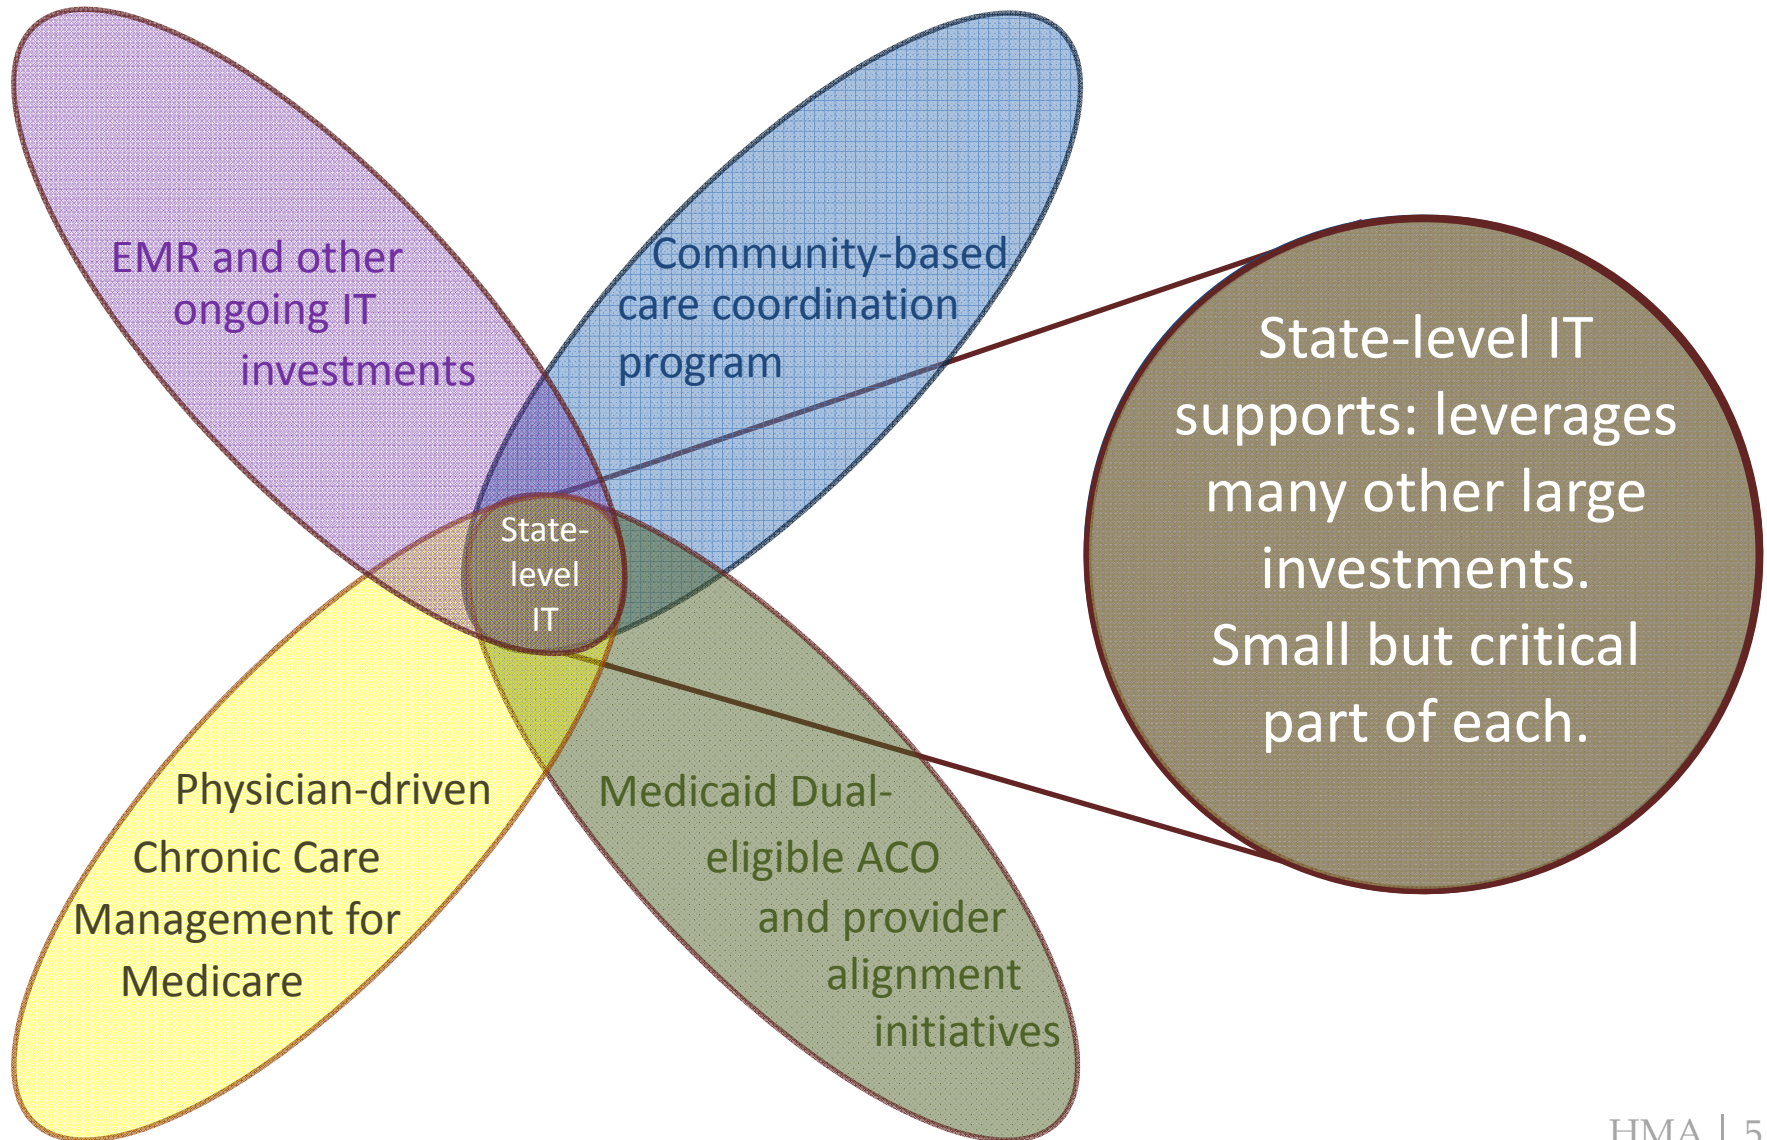 EMR and other
ongoing IT
investments
Community-based
care coordination
program
State-
level
IT
Physician-driven
Chronic Care
Management for
Medicare
Medicaid Dual-
eligible ACO
and provider
alignment
initiatives
State-level IT
supports: leverages
many other large
investments.
Small but critical
part of each.
HMA | 5